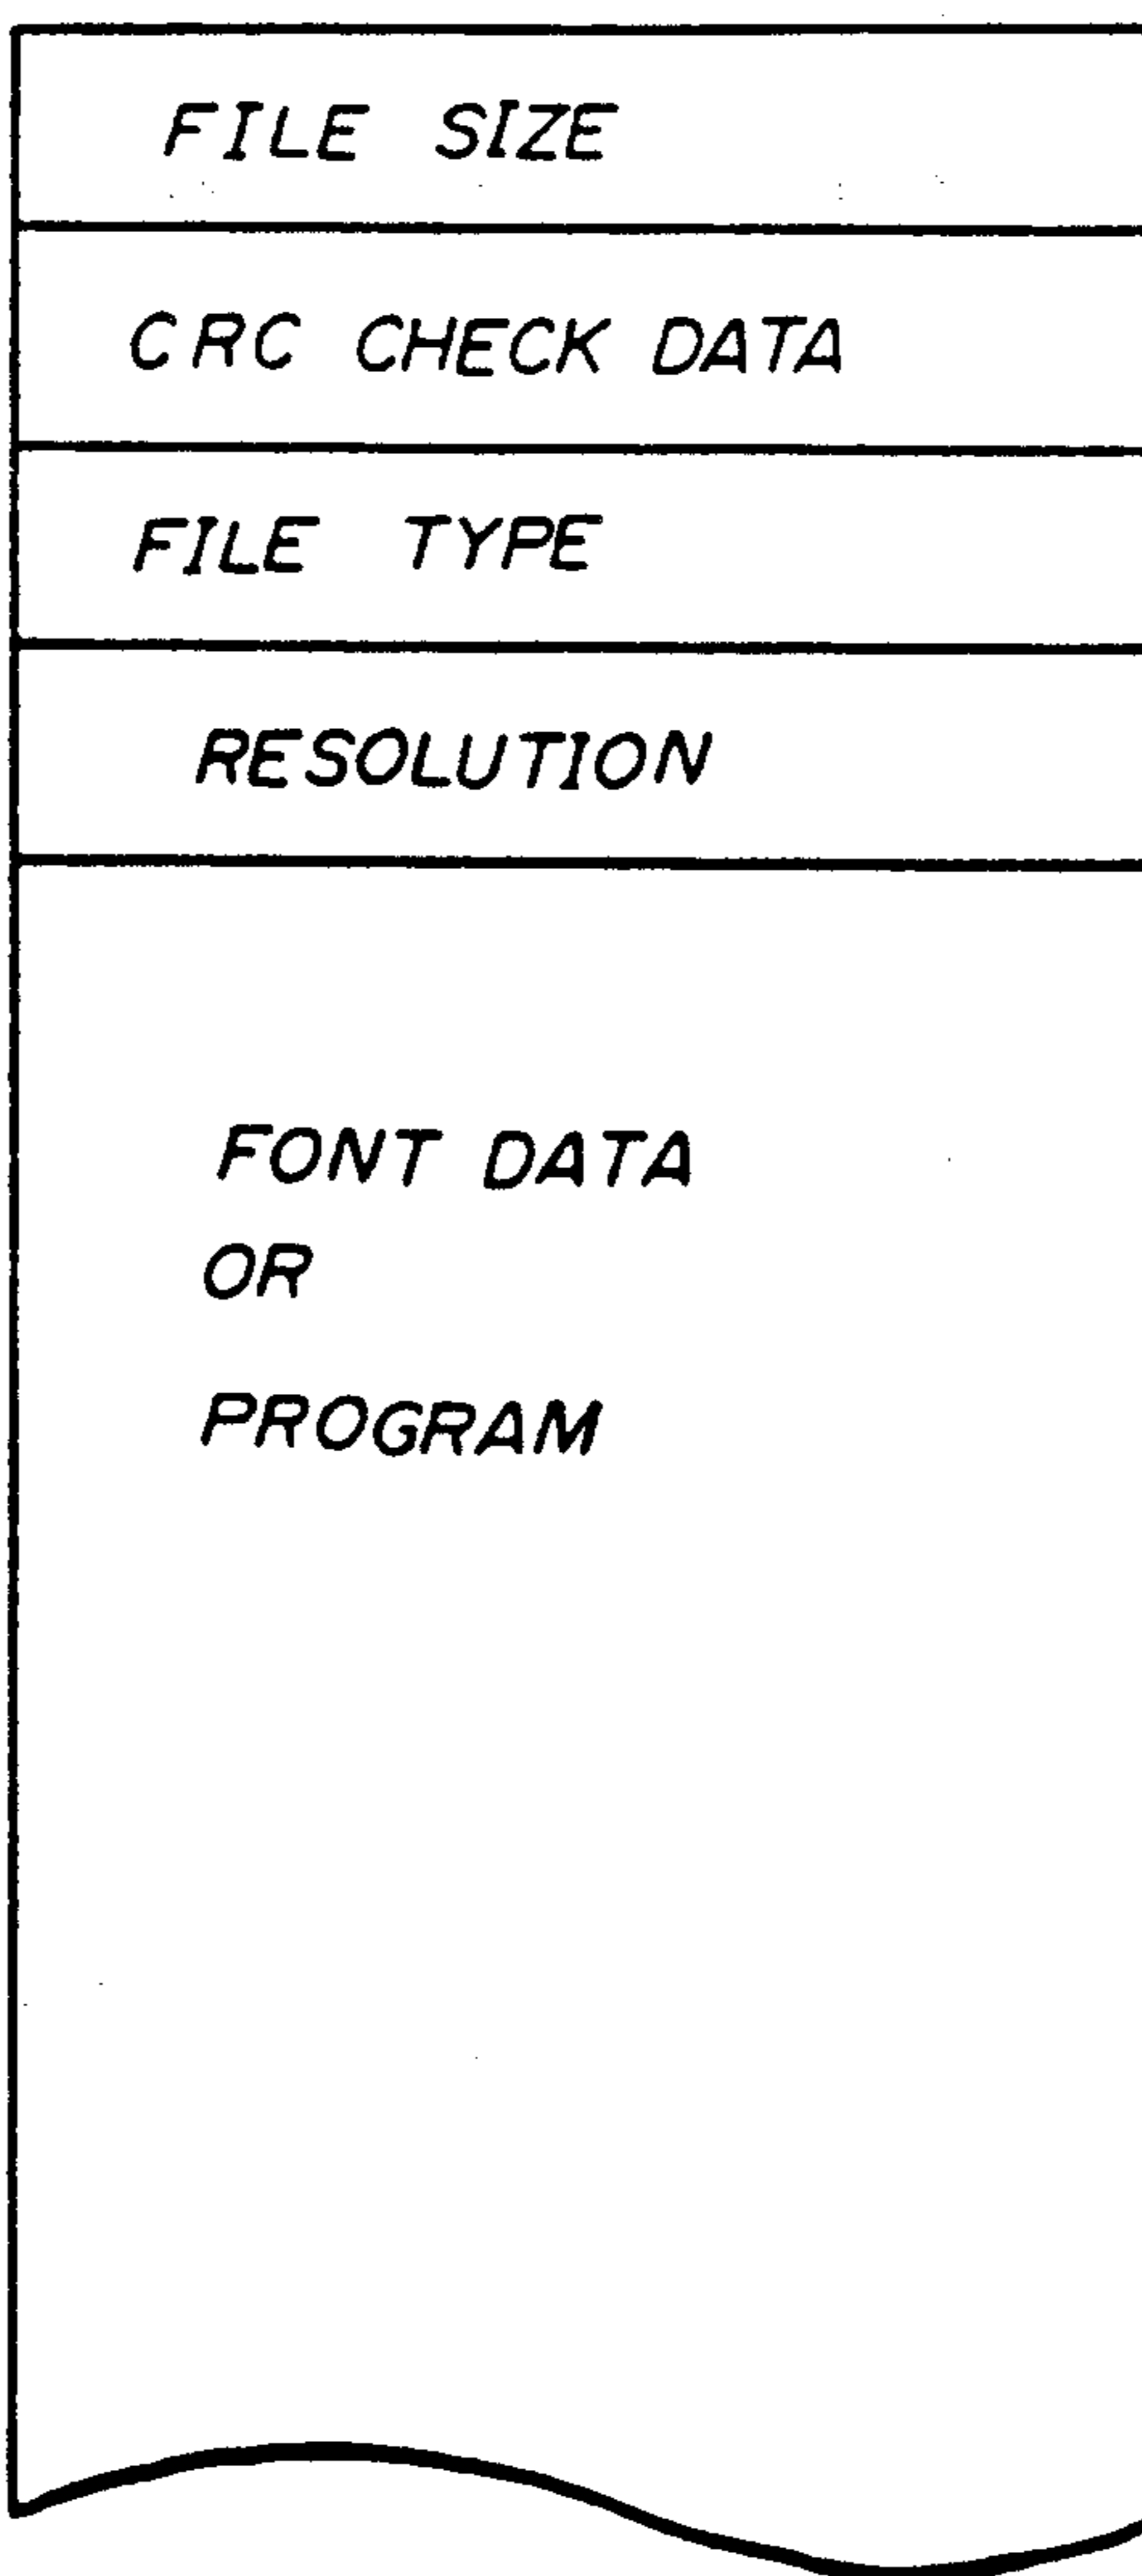 FILE SIZE
CRC CHECK DATA
FILE TYPE
RESOLUTION
FONT DATA
OR
PROGRAM